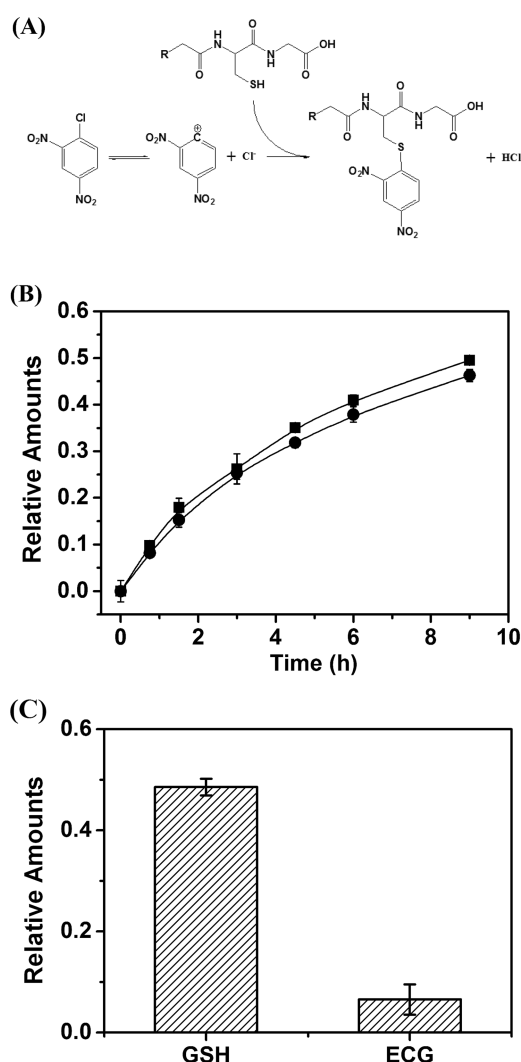 (A)
R
O
H
N
SH
O
N
H
O
OH
Cl
O₂N
NO₂
NO₂
C
+
NO₂
+ Cl⁻
R
O
H
N
S
O
N
H
O
OH
NO₂
NO₂
+ HCl
(B)
Relative Amounts
0.6
0.5
0.4
0.3
0.2
0.1
0.0
0 2 4 6 8 10
Time (h)
(C)
Relative Amounts
0.6
0.4
0.2
0.0
GSH ECG